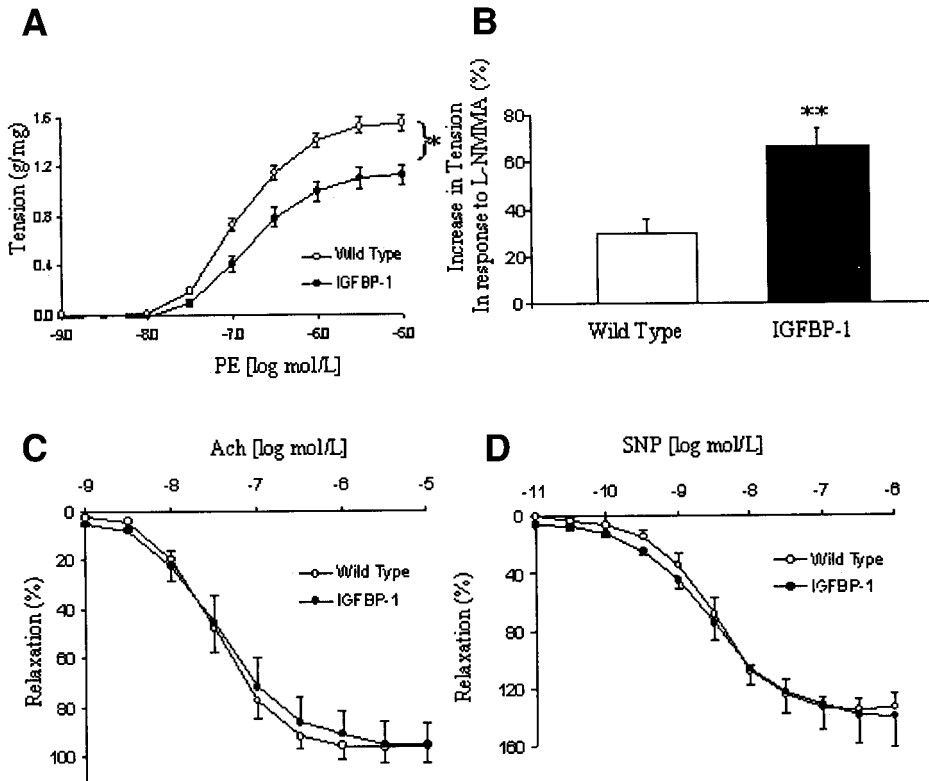 A
Tension (g/mg)
1.6
1.2
0.8
0.4
0.0
-9.0 -8.0 -7.0 -6.0 -5.0
PE [log mol/L]
*
Wild Type
IGFBP-1
B
Increase in Tension
In response to L-NMMA (%)
80
60
40
20
0
**
Wild Type IGFBP-1
C
Ach [log mol/L]
-9 -8 -7 -6 -5
Relaxation (%)
0
20
40
60
80
100
Wild Type
IGFBP-1
D
SNP [log mol/L]
-11 -10 -9 -8 -7 -6
Relaxation (%)
0
40
80
120
160
Wild Type
IGFBP-1